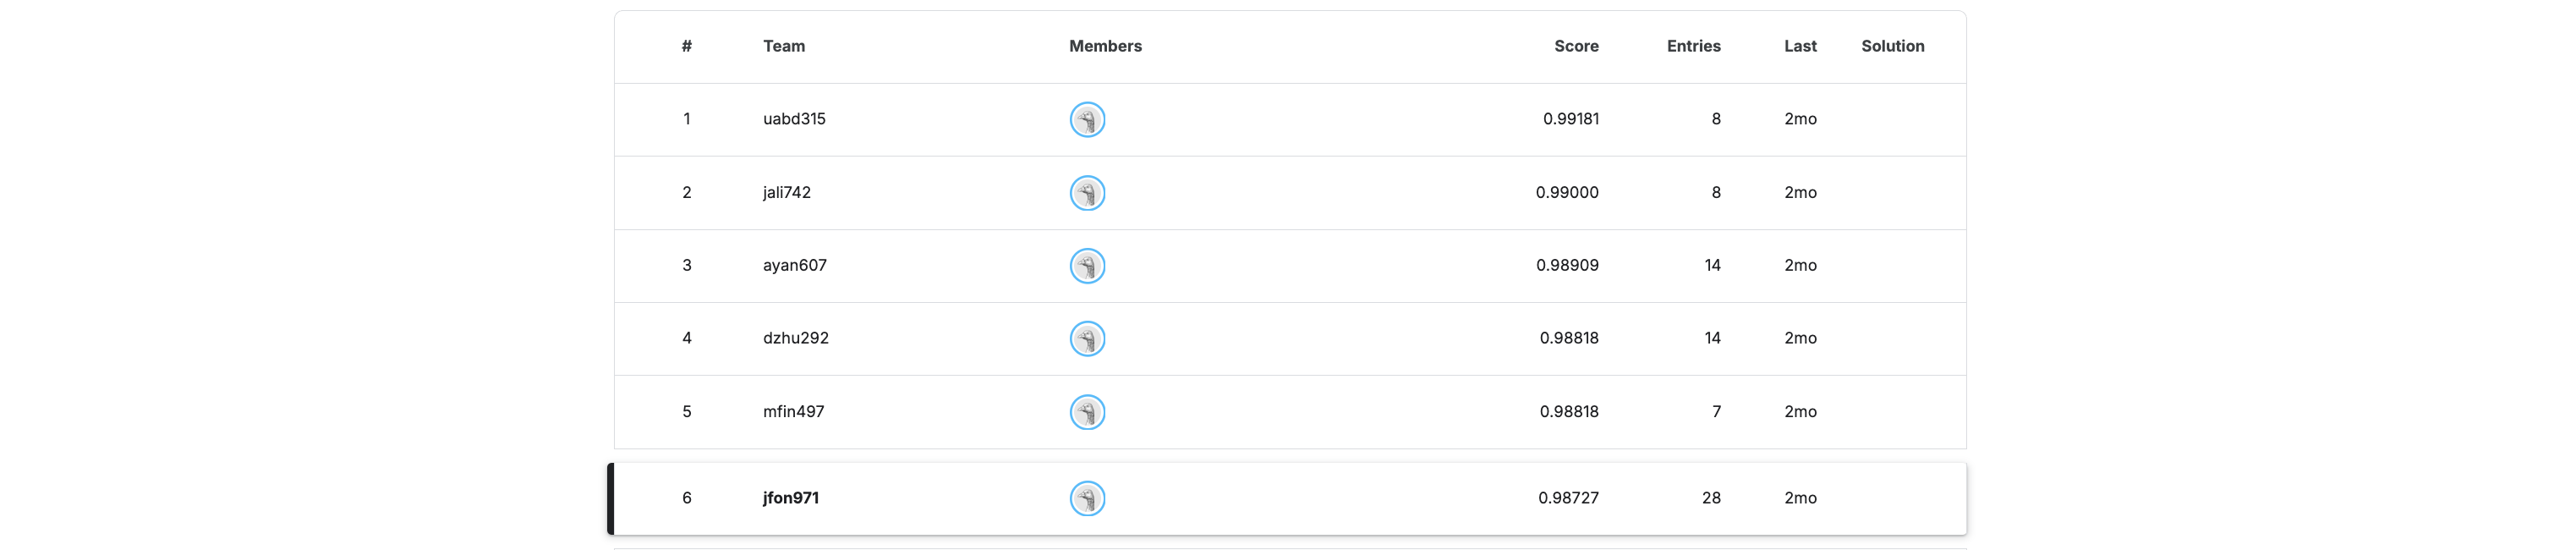 # Team Members Score Entries Last Solution
1 uabd315 0.99181 8 2mo
2 jali742 0.99000 8 2mo
3 ayan607 0.98909 14 2mo
4 dzhu292 0.98818 14 2mo
5 mfin497 0.98818 7 2mo
6 jfon971 0.98727 28 2mo